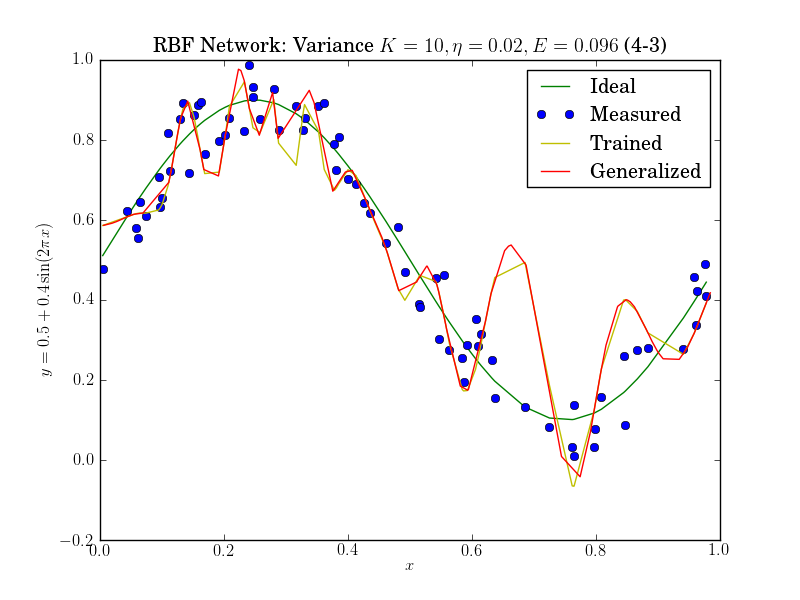 RBF Network: Variance K = 10, η = 0.02, E = 0.096 (4-3)
Ideal
Measured
Trained
Generalized
1.0
0.8
0.6
0.4
0.2
0.0
−0.2
y = 0.5 + 0.4 sin(2πx)
0.0 0.2 0.4 0.6 0.8 1.0
x